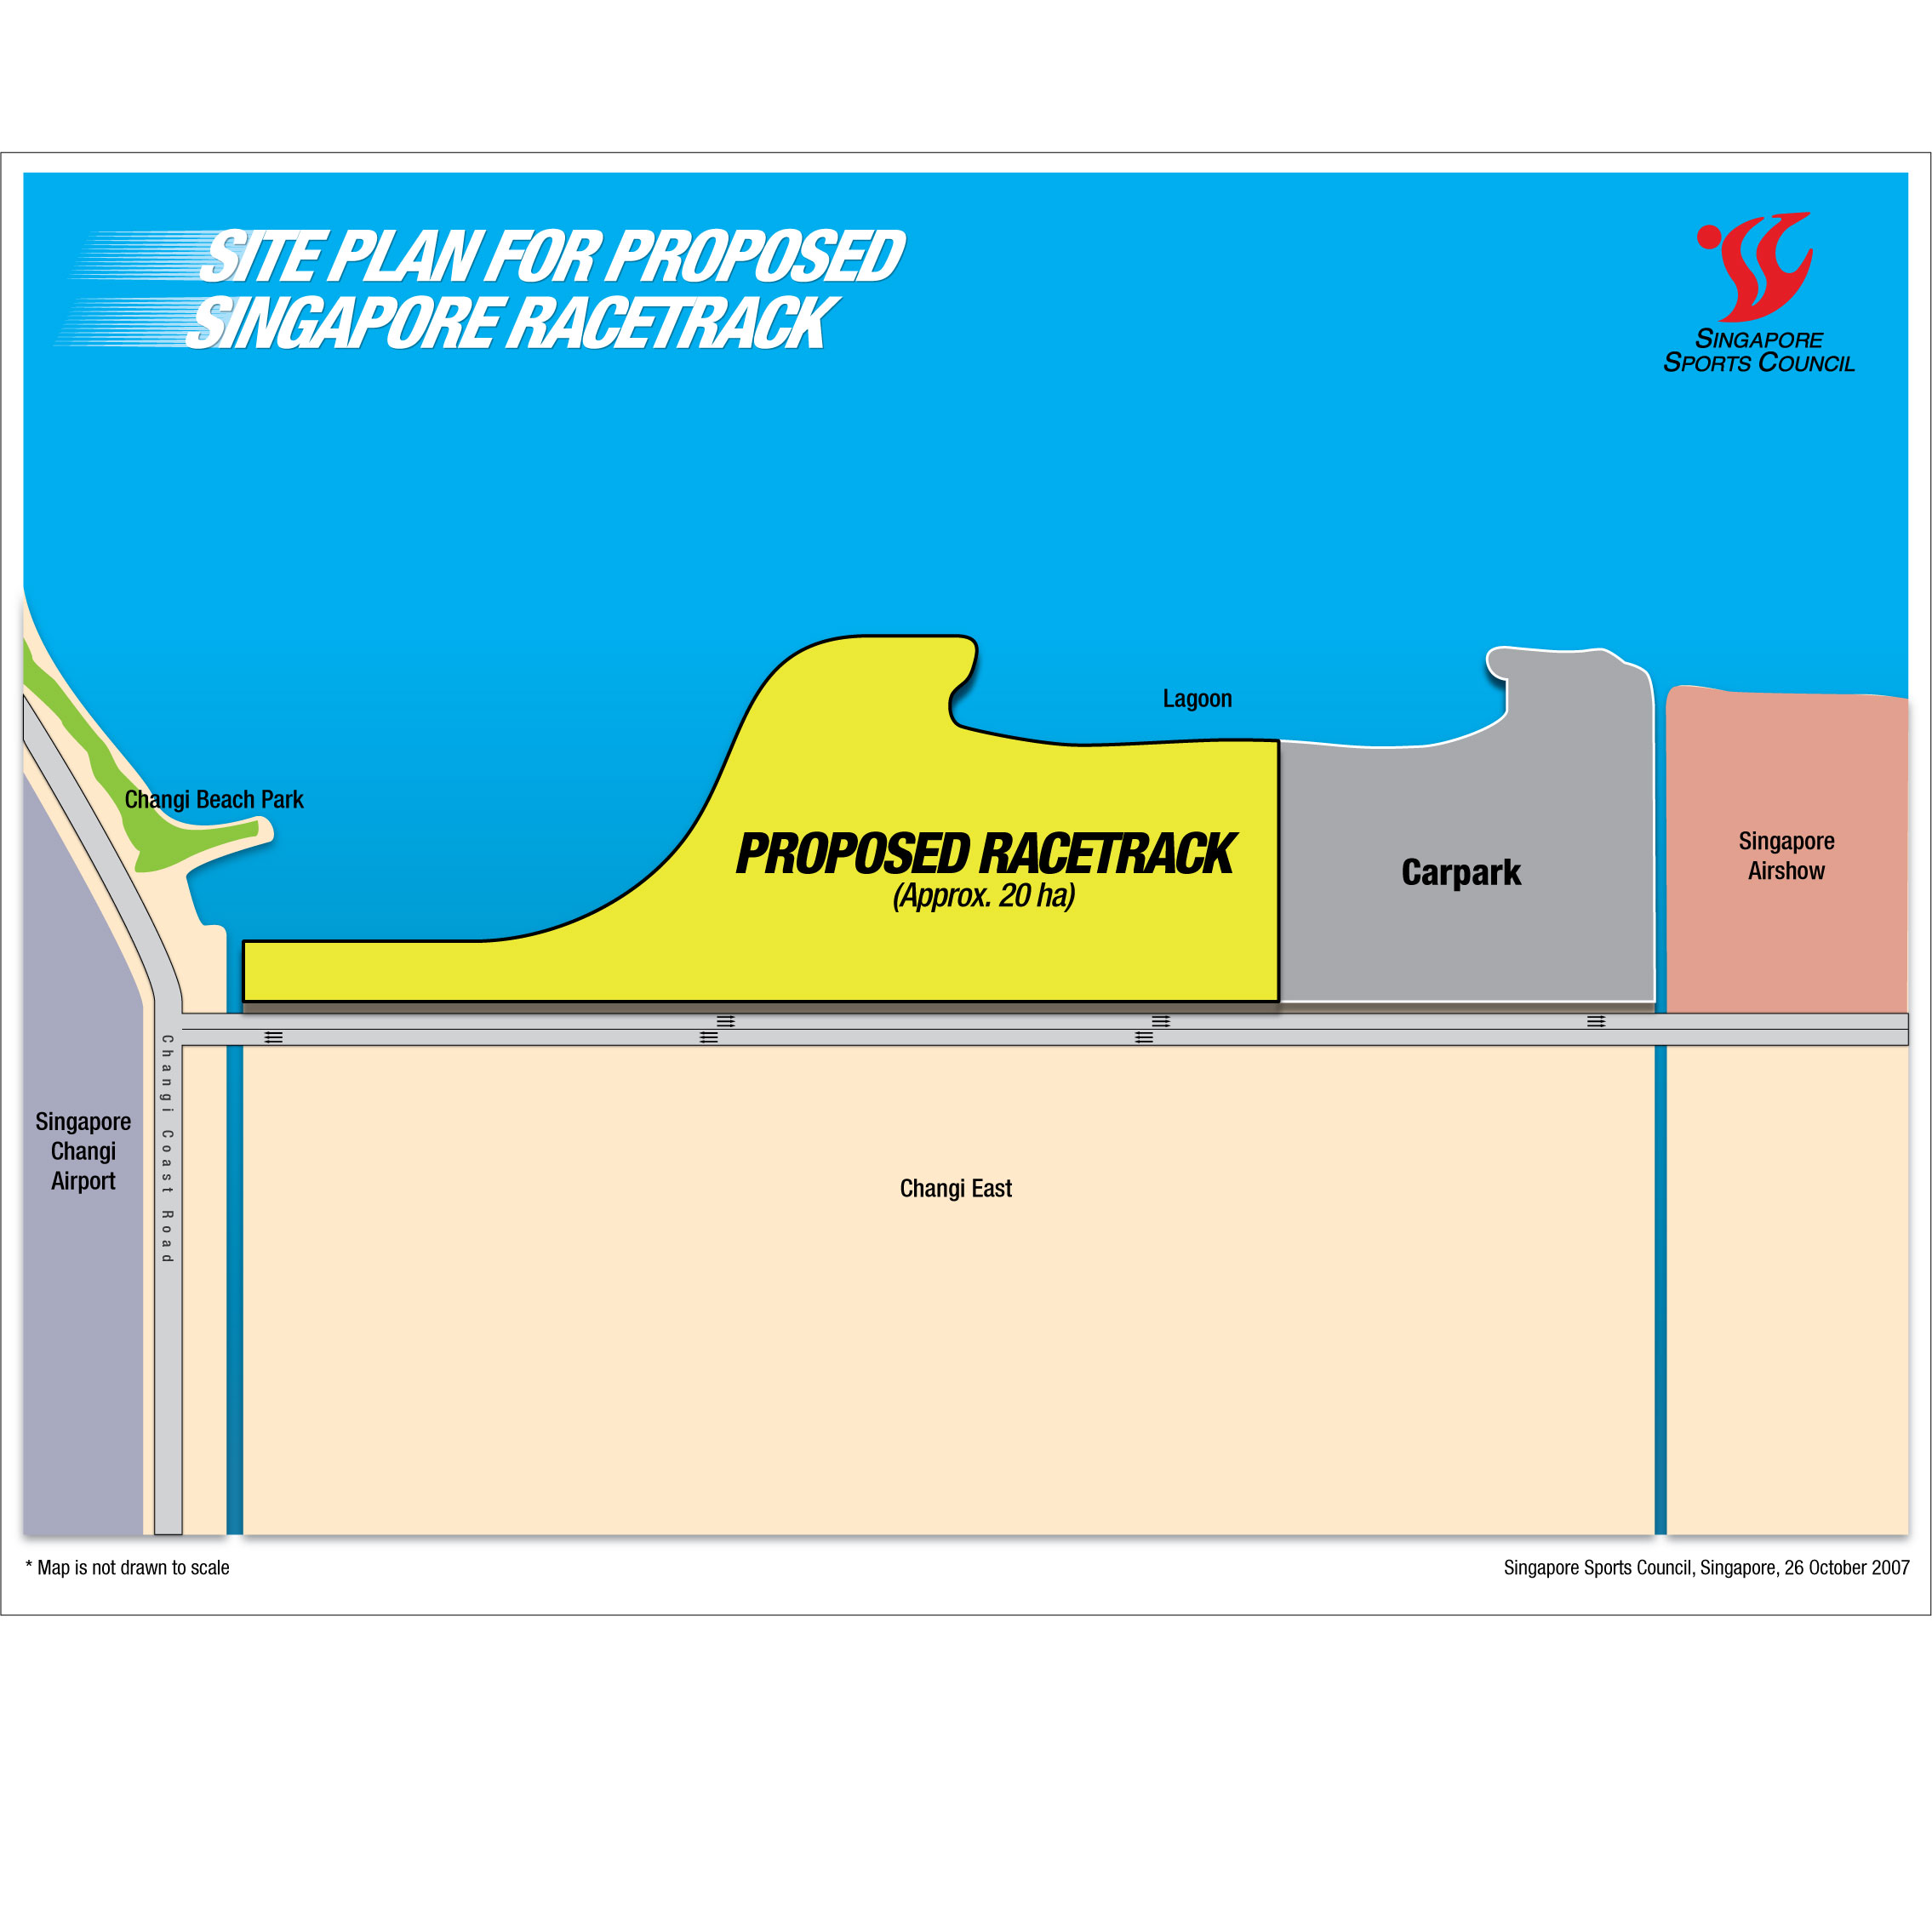 SITE PLAN FOR PROPOSED
SINGAPORE RACETRACK
SINGAPORE
SPORTS COUNCIL
Lagoon
Changi Beach Park
PROPOSED RACETRACK
(Approx. 20 ha)
Carpark
Singapore
Airshow
Changi Coast Road
Singapore
Changi
Airport
Changi East
* Map is not drawn to scale
Singapore Sports Council, Singapore, 26 October 2007